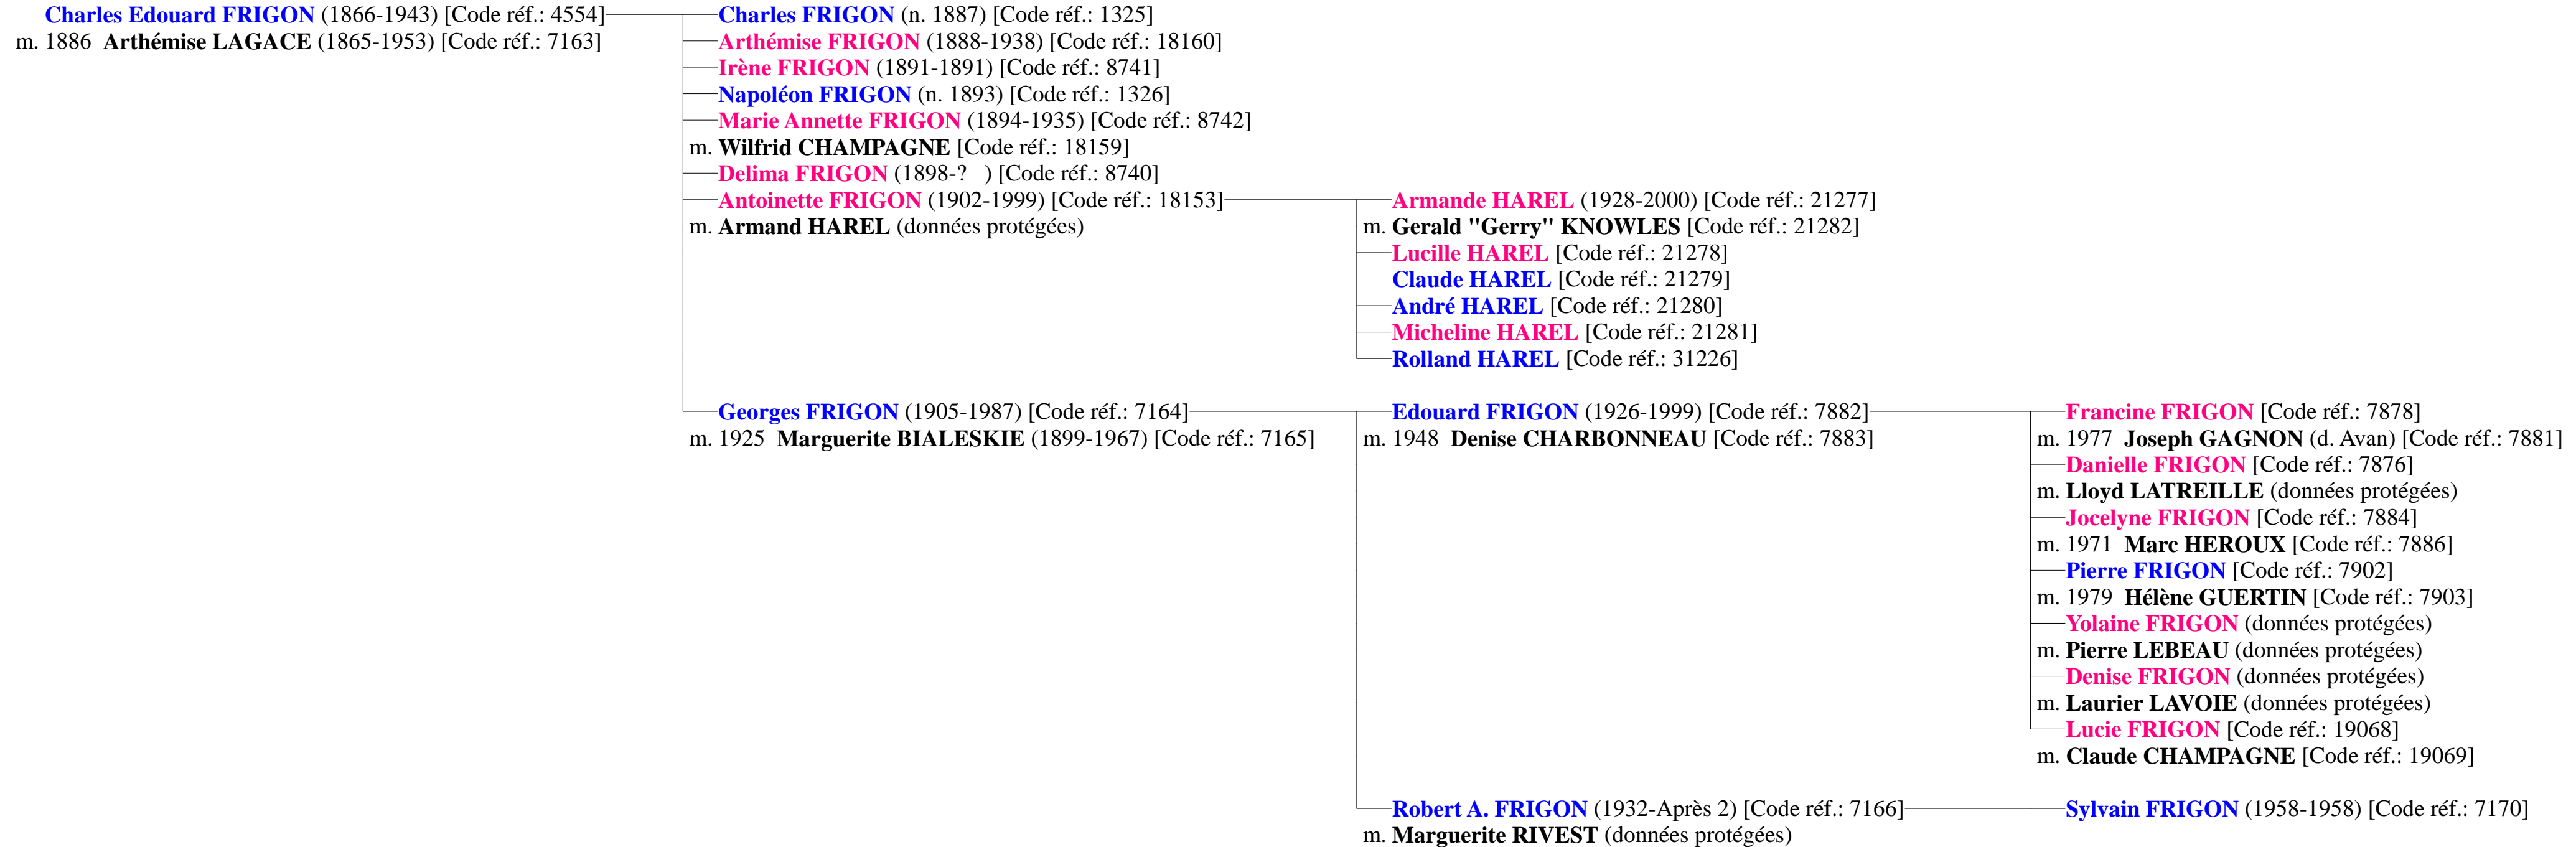 Charles Edouard FRIGON (1866-1943) [Code réf.: 4554]
m. 1886 Arthémise LAGACE (1865-1953) [Code réf.: 7163]
Charles FRIGON (n. 1887) [Code réf.: 1325]
Arthémise FRIGON (1888-1938) [Code réf.: 18160]
Irène FRIGON (1891-1891) [Code réf.: 8741]
Napoléon FRIGON (n. 1893) [Code réf.: 1326]
Marie Annette FRIGON (1894-1935) [Code réf.: 8742]
m. Wilfrid CHAMPAGNE [Code réf.: 18159]
Delima FRIGON (1898-? ) [Code réf.: 8740]
Antoinette FRIGON (1902-1999) [Code réf.: 18153]
m. Armand HAREL (données protégées)
Armande HAREL (1928-2000) [Code réf.: 21277]
m. Gerald "Gerry" KNOWLES [Code réf.: 21282]
Lucille HAREL [Code réf.: 21278]
Claude HAREL [Code réf.: 21279]
André HAREL [Code réf.: 21280]
Micheline HAREL [Code réf.: 21281]
Rolland HAREL [Code réf.: 31226]
Georges FRIGON (1905-1987) [Code réf.: 7164]
m. 1925 Marguerite BIALESKIE (1899-1967) [Code réf.: 7165]
Edouard FRIGON (1926-1999) [Code réf.: 7882]
m. 1948 Denise CHARBONNEAU [Code réf.: 7883]
Francine FRIGON [Code réf.: 7878]
m. 1977 Joseph GAGNON (d. Avan) [Code réf.: 7881]
Danielle FRIGON [Code réf.: 7876]
m. Lloyd LATREILLE (données protégées)
Jocelyne FRIGON [Code réf.: 7884]
m. 1971 Marc HEROUX [Code réf.: 7886]
Pierre FRIGON [Code réf.: 7902]
m. 1979 Hélène GUERTIN [Code réf.: 7903]
Yolaine FRIGON (données protégées)
m. Pierre LEBEAU (données protégées)
Denise FRIGON (données protégées)
m. Laurier LAVOIE (données protégées)
Lucie FRIGON [Code réf.: 19068]
m. Claude CHAMPAGNE [Code réf.: 19069]
Robert A. FRIGON (1932-Après 2) [Code réf.: 7166]
m. Marguerite RIVEST (données protégées)
Sylvain FRIGON (1958-1958) [Code réf.: 7170]